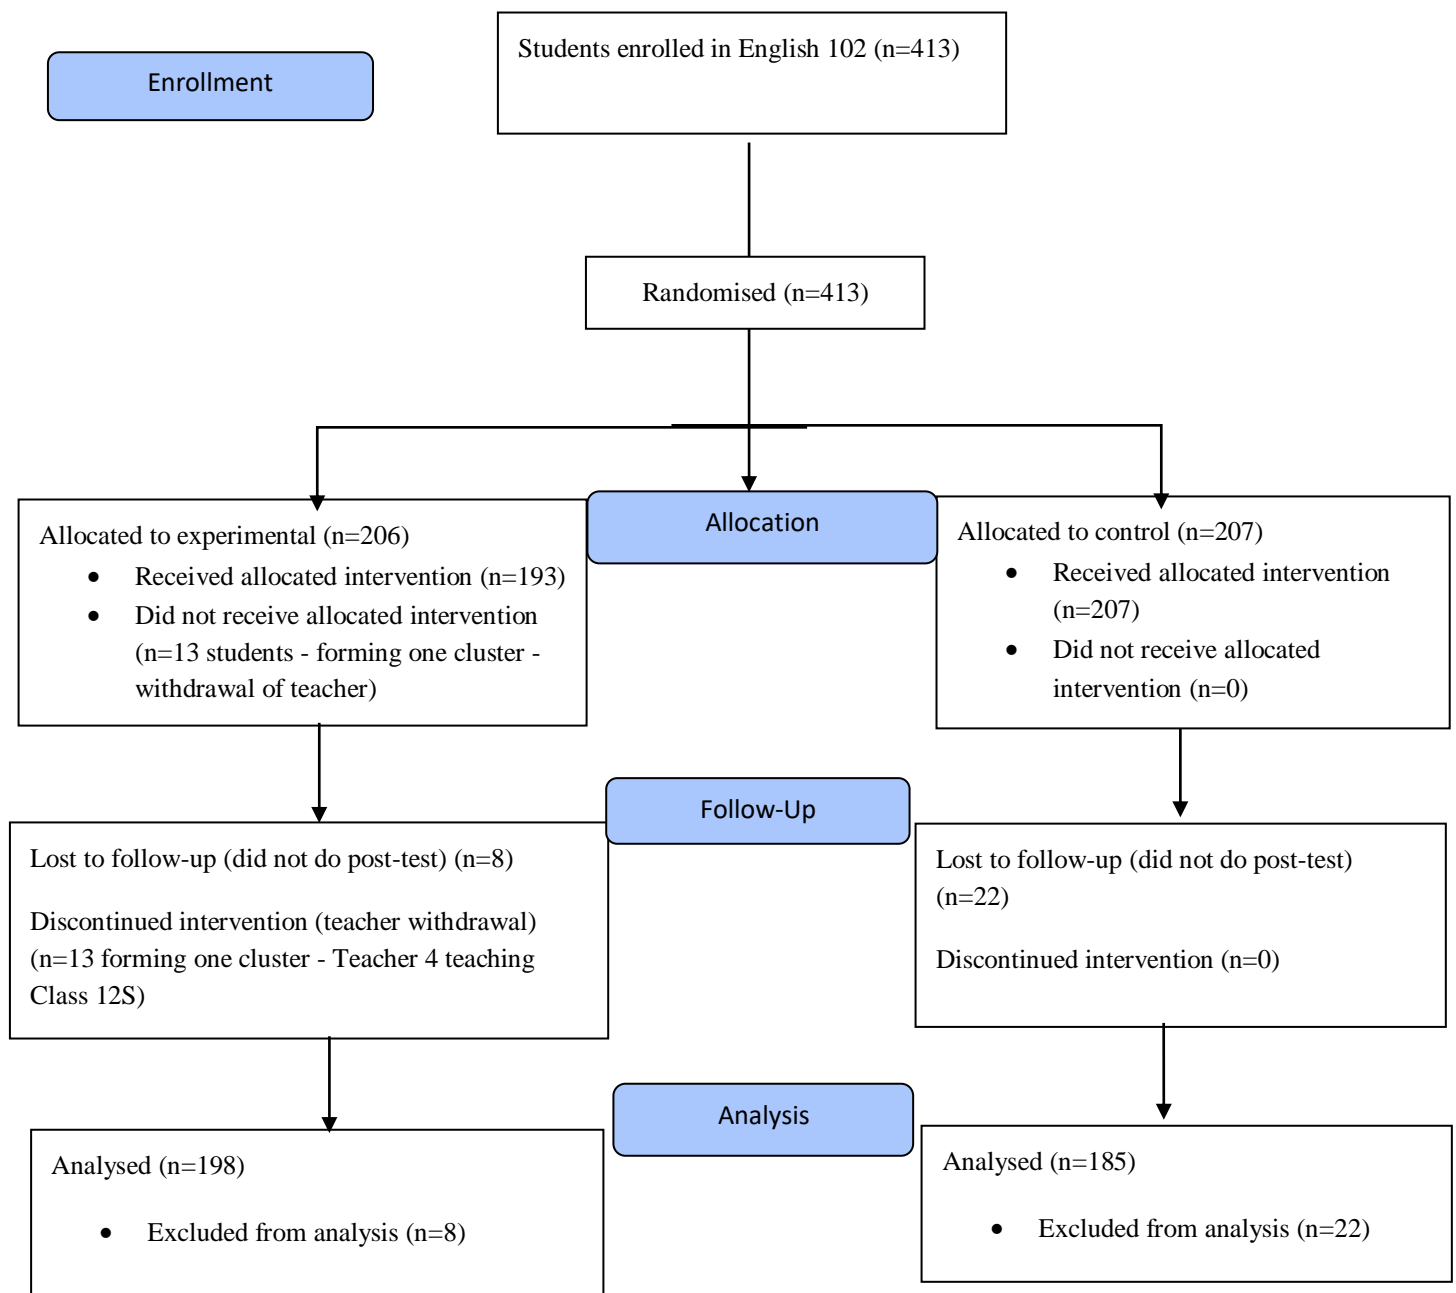 Students enrolled in English 102 (n=413)
Enrollment
Randomised (n=413)
Allocation
Allocated to experimental (n=206)
• Received allocated intervention (n=193)
• Did not receive allocated intervention
(n=13 students - forming one cluster -
withdrawal of teacher)
Allocated to control (n=207)
• Received allocated intervention
(n=207)
• Did not receive allocated
intervention (n=0)
Follow-Up
Lost to follow-up (did not do post-test) (n=8)
Discontinued intervention (teacher withdrawal)
(n=13 forming one cluster - Teacher 4 teaching
Class 12S)
Lost to follow-up (did not do post-test)
(n=22)
Discontinued intervention (n=0)
Analysis
Analysed (n=198)
• Excluded from analysis (n=8)
Analysed (n=185)
• Excluded from analysis (n=22)